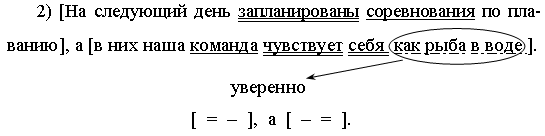 2) [На следующий день запланированы соревнования по пла-
ванию], а [в них наша команда чувствует себя как рыба в воде].
уверенно
[ = – ], а [ – = ].